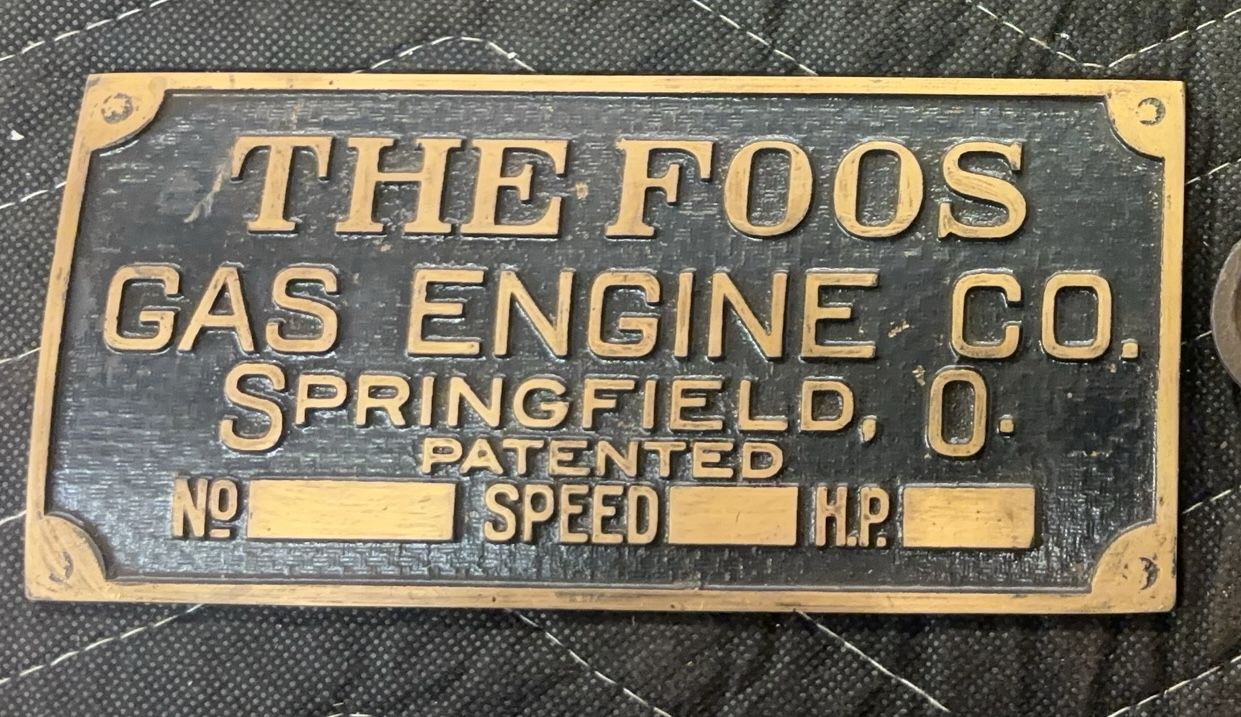 THE FOOS
GAS ENGINE CO.
SPRINGFIELD, O.
PATENTED
No SPEED H.P.